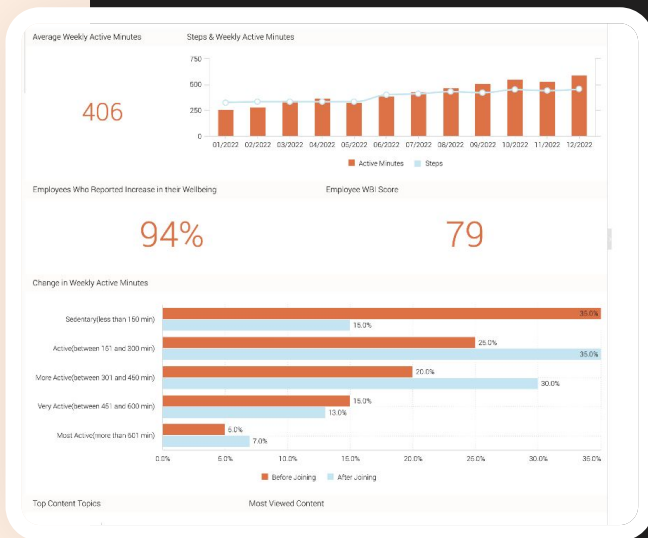 Average Weekly Active Minutes
Steps & Weekly Active Minutes
406
750
500
250
0
01/2022 02/2022 03/2022 04/2022 05/2022 06/2022 07/2022 08/2022 09/2022 10/2022 11/2022 12/2022
Active Minutes Steps
Employees Who Reported Increase in their Wellbeing
Employee WBI Score
94%
79
Change in Weekly Active Minutes
Sedentary(less than 150 min)
35.0%
15.0%
Active(between 151 and 300 min)
25.0%
35.0%
More Active(between 301 and 450 min)
20.0%
30.0%
Very Active(between 451 and 600 min)
15.0%
13.0%
Most Active(more than 601 min)
5.0%
7.0%
0.0% 5.0% 10.0% 15.0% 20.0% 25.0% 30.0% 35.0%
Before Joining After Joining
Top Content Topics
Most Viewed Content